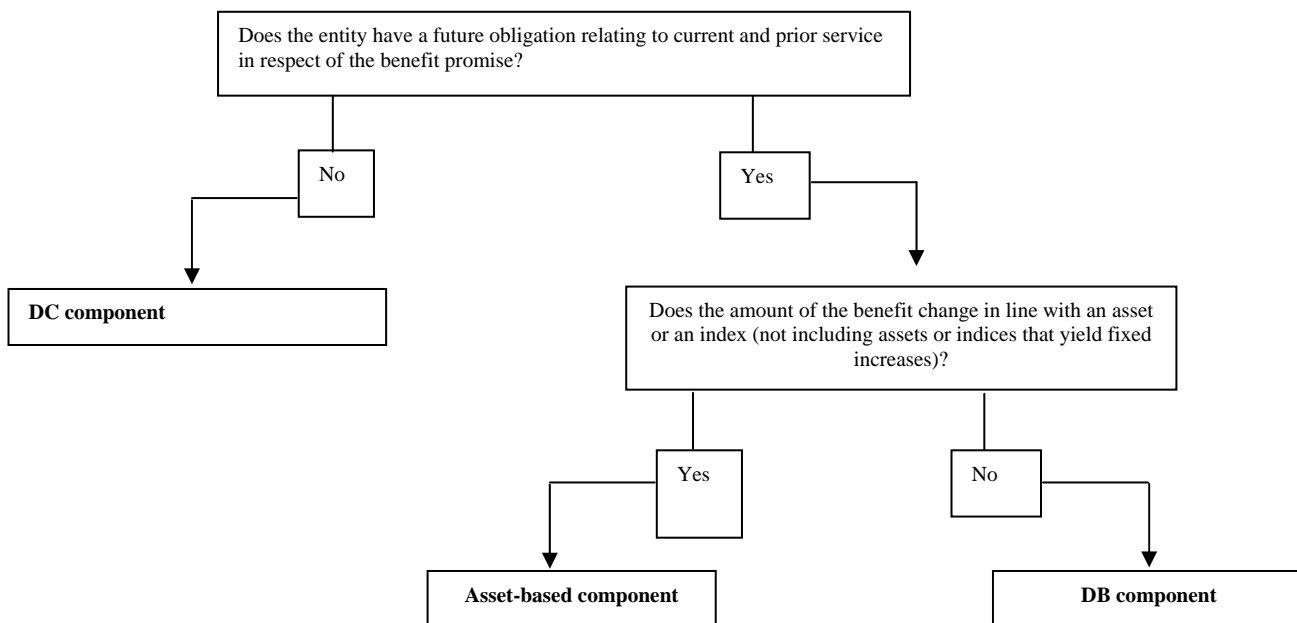 Does the entity have a future obligation relating to current and prior service
in respect of the benefit promise?
No
Yes
DC component
Does the amount of the benefit change in line with an asset
or an index (not including assets or indices that yield fixed
increases)?
Yes
No
Asset-based component
DB component